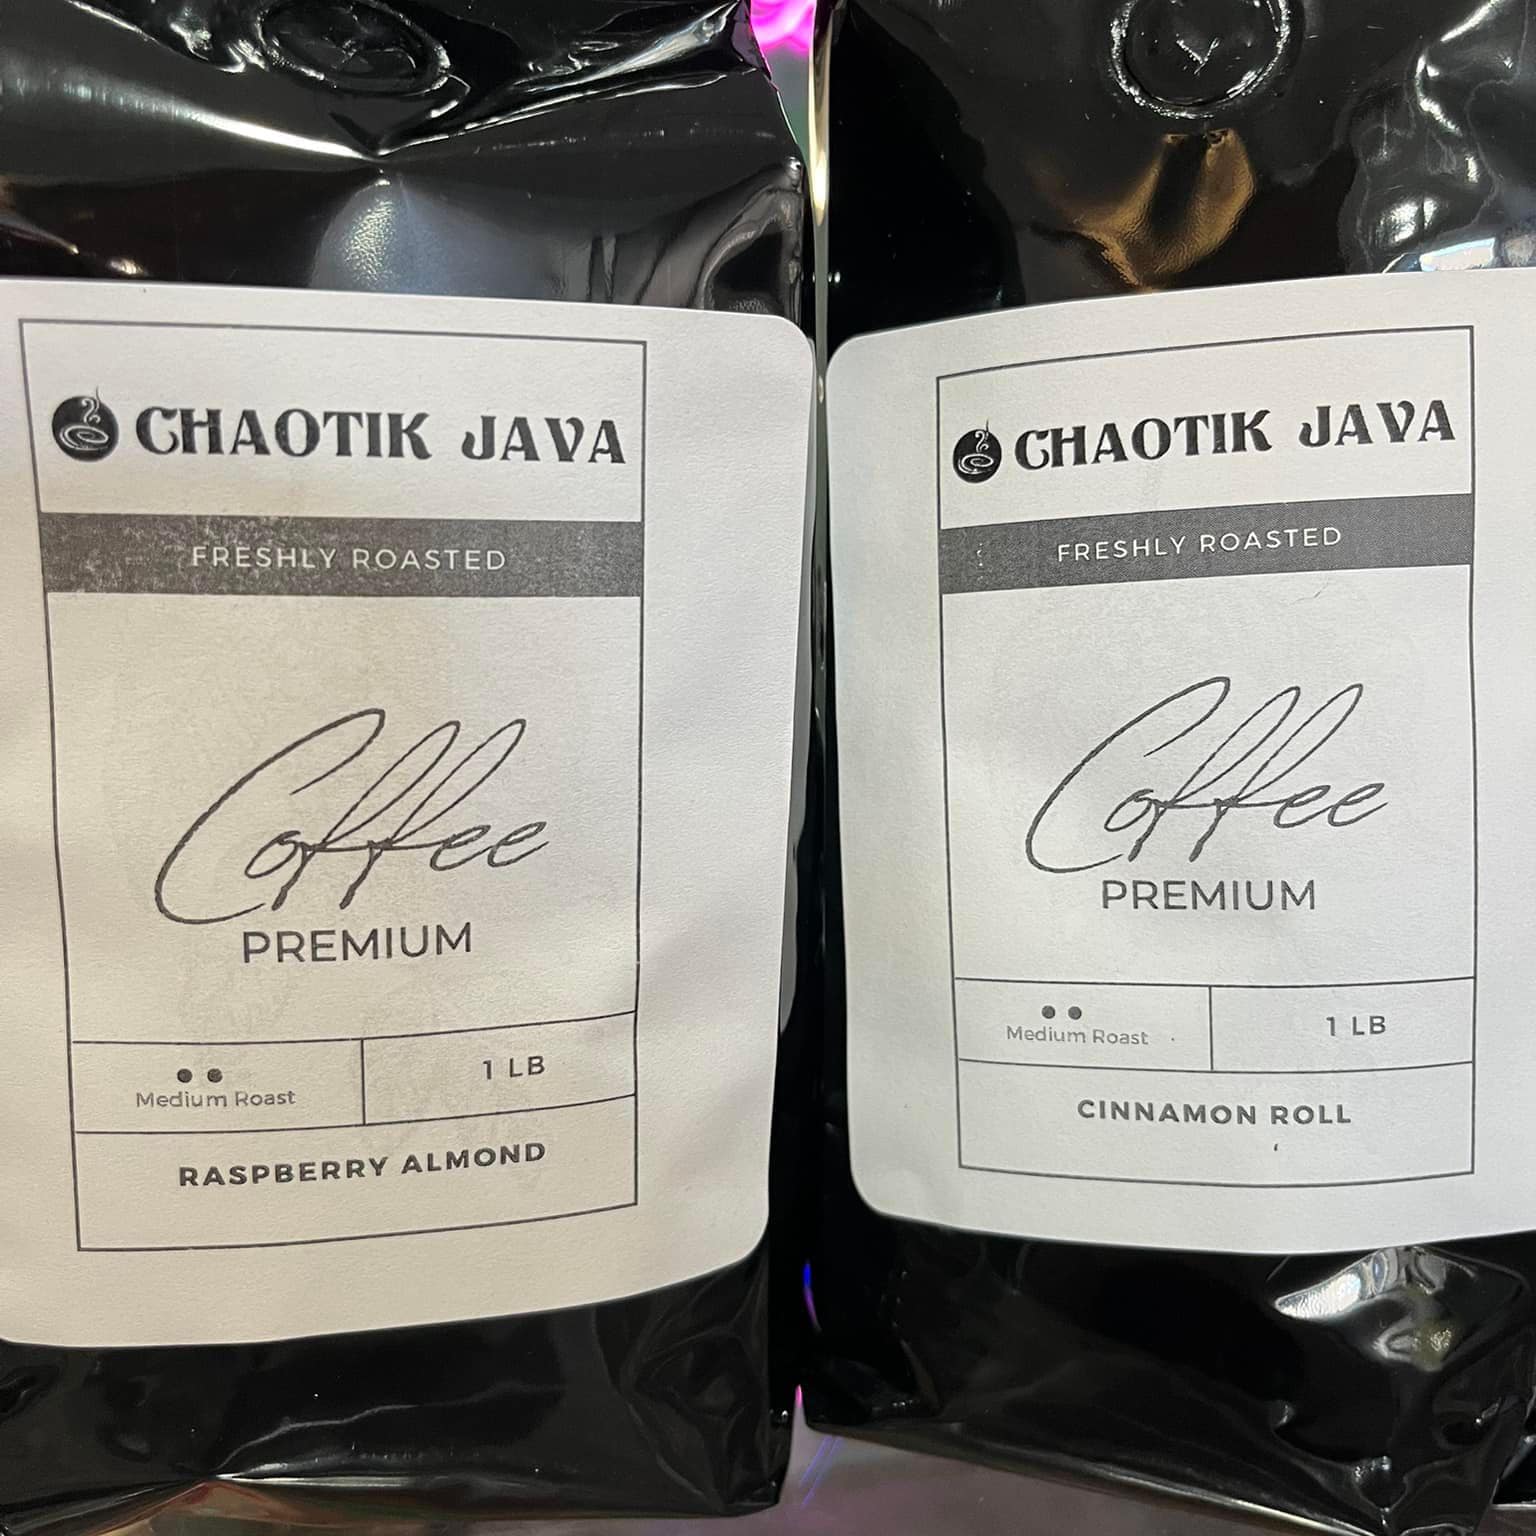 CHAOTIK JAVA
FRESHLY ROASTED
Coffee
PREMIUM
Medium Roast
1 LB
RASPBERRY ALMOND
CHAOTIK JAVA
FRESHLY ROASTED
Coffee
PREMIUM
Medium Roast
1 LB
CINNAMON ROLL